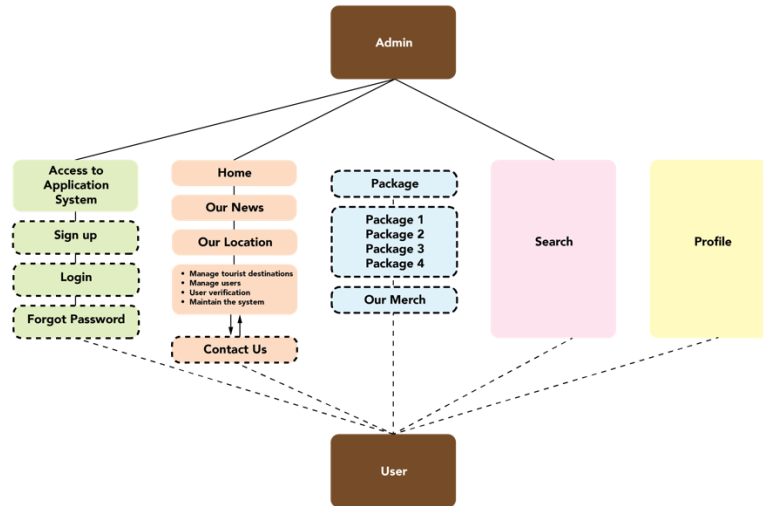 Admin
Access to
Application
System
Sign up
Login
Forgot Password
Home
Our News
Our Location
• Manage tourist destinations
• Manage users
• User verification
• Maintain the system
Contact Us
Package
Package 1
Package 2
Package 3
Package 4
Our Merch
Search
Profile
User